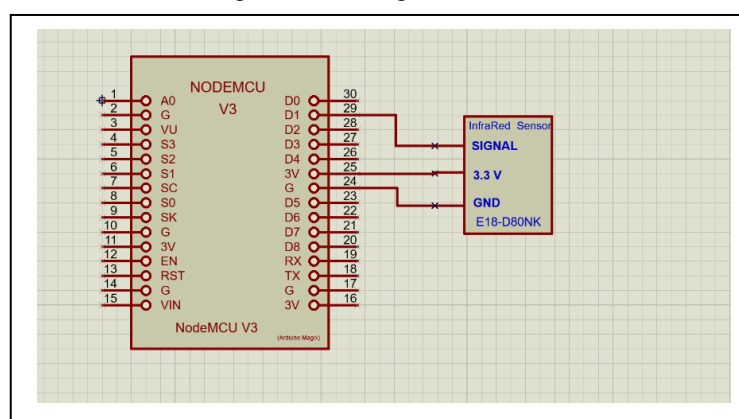 NODEMCU
V3
1 A0 D0 30
2 G D1 29
3 VU D2 28
4 S3 D3 27
5 S2 D4 26
6 S1 3V 25
7 SC G 24
8 S0 D5 23
9 SK D6 22
10 G D7 21
11 3V D8 20
12 EN RX 19
13 RST TX 18
14 G G 17
15 VIN 3V 16
NodeMCU V3
(Arduino Magix)
InfraRed Sensor
SIGNAL
3.3 V
GND
E18-D80NK